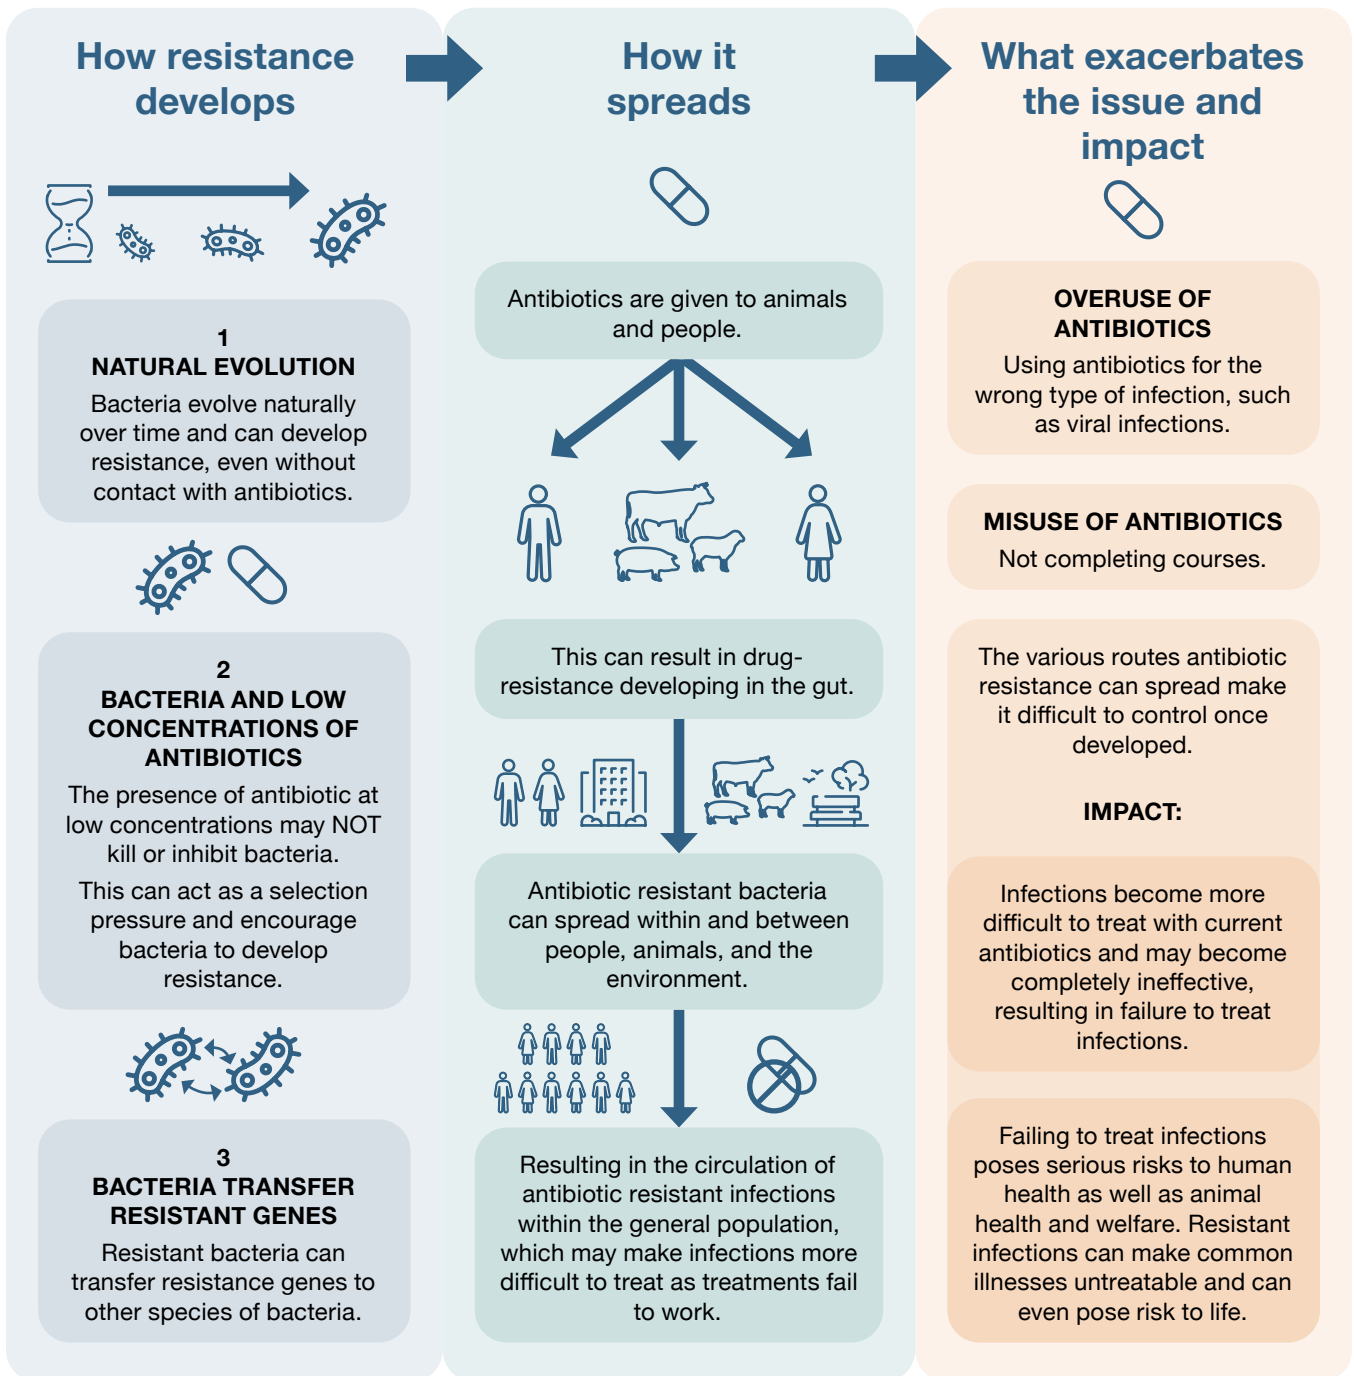 How resistance
develops
1
NATURAL EVOLUTION
Bacteria evolve naturally
over time and can develop
resistance, even without
contact with antibiotics.
2
BACTERIA AND LOW
CONCENTRATIONS OF
ANTIBIOTICS
The presence of antibiotic at
low concentrations may NOT
kill or inhibit bacteria.
This can act as a selection
pressure and encourage
bacteria to develop
resistance.
3
BACTERIA TRANSFER
RESISTANT GENES
Resistant bacteria can
transfer resistance genes to
other species of bacteria.
How it
spreads
Antibiotics are given to animals
and people.
This can result in drug-
resistance developing in the gut.
Antibiotic resistant bacteria
can spread within and between
people, animals, and the
environment.
Resulting in the circulation of
antibiotic resistant infections
within the general population,
which may make infections more
difficult to treat as treatments fail
to work.
What exacerbates
the issue and
impact
OVERUSE OF
ANTIBIOTICS
Using antibiotics for the
wrong type of infection, such
as viral infections.
MISUSE OF ANTIBIOTICS
Not completing courses.
The various routes antibiotic
resistance can spread make
it difficult to control once
developed.
IMPACT:
Infections become more
difficult to treat with current
antibiotics and may become
completely ineffective,
resulting in failure to treat
infections.
Failing to treat infections
poses serious risks to human
health as well as animal
health and welfare. Resistant
infections can make common
illnesses untreatable and can
even pose risk to life.